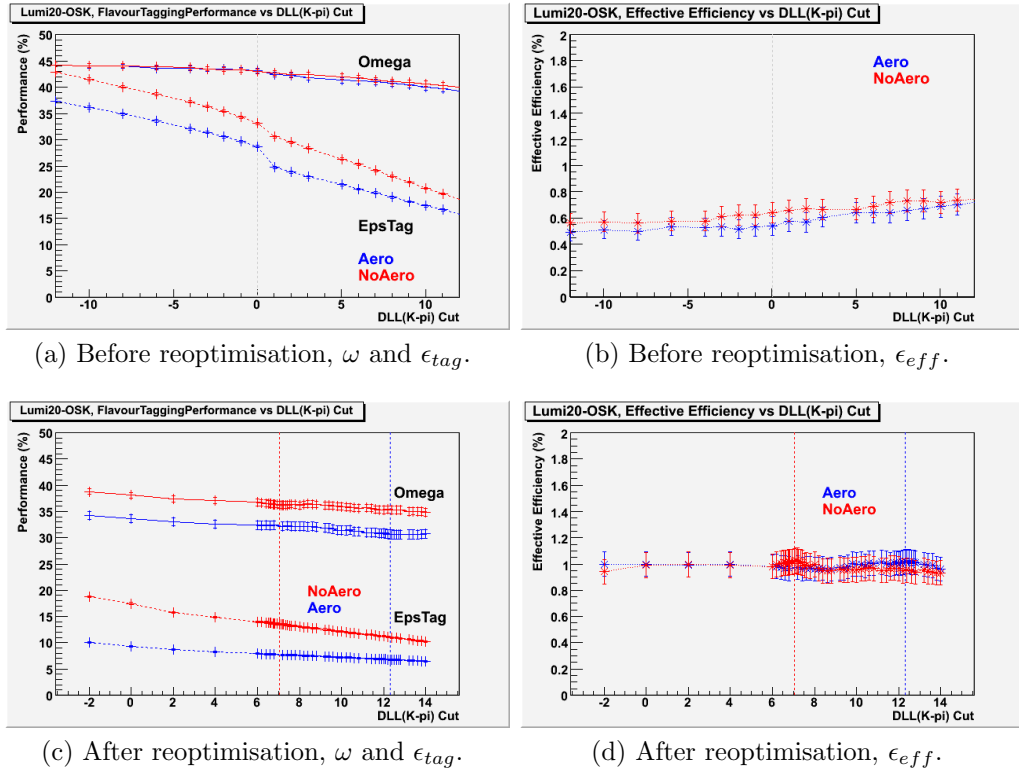 Lumi20-OSK, FlavourTaggingPerformance vs DLL(K-pi) Cut
Performance (%)
50
45
40
35
30
25
20
15
10
5
0
Omega
EpsTag
Aero
NoAero
-10
-5
0
5
10
DLL(K-pi) Cut
(a) Before reoptimisation, ω and ϵ_{tag}.
Lumi20-OSK, Effective Efficiency vs DLL(K-pi) Cut
Effective Efficiency (%)
2
1.8
1.6
1.4
1.2
1
0.8
0.6
0.4
0.2
0
Aero
NoAero
-10
-5
0
5
10
DLL(K-pi) Cut
(b) Before reoptimisation, ϵ_{eff}.
Lumi20-OSK, FlavourTaggingPerformance vs DLL(K-pi) Cut
Performance (%)
50
45
40
35
30
25
20
15
10
5
0
Omega
NoAero
Aero
EpsTag
-2
0
2
4
6
8
10
12
14
DLL(K-pi) Cut
(c) After reoptimisation, ω and ϵ_{tag}.
Lumi20-OSK, Effective Efficiency vs DLL(K-pi) Cut
Effective Efficiency (%)
2
1.8
1.6
1.4
1.2
1
0.8
0.6
0.4
0.2
0
Aero
NoAero
-2
0
2
4
6
8
10
12
14
DLL(K-pi) Cut
(d) After reoptimisation, ϵ_{eff}.